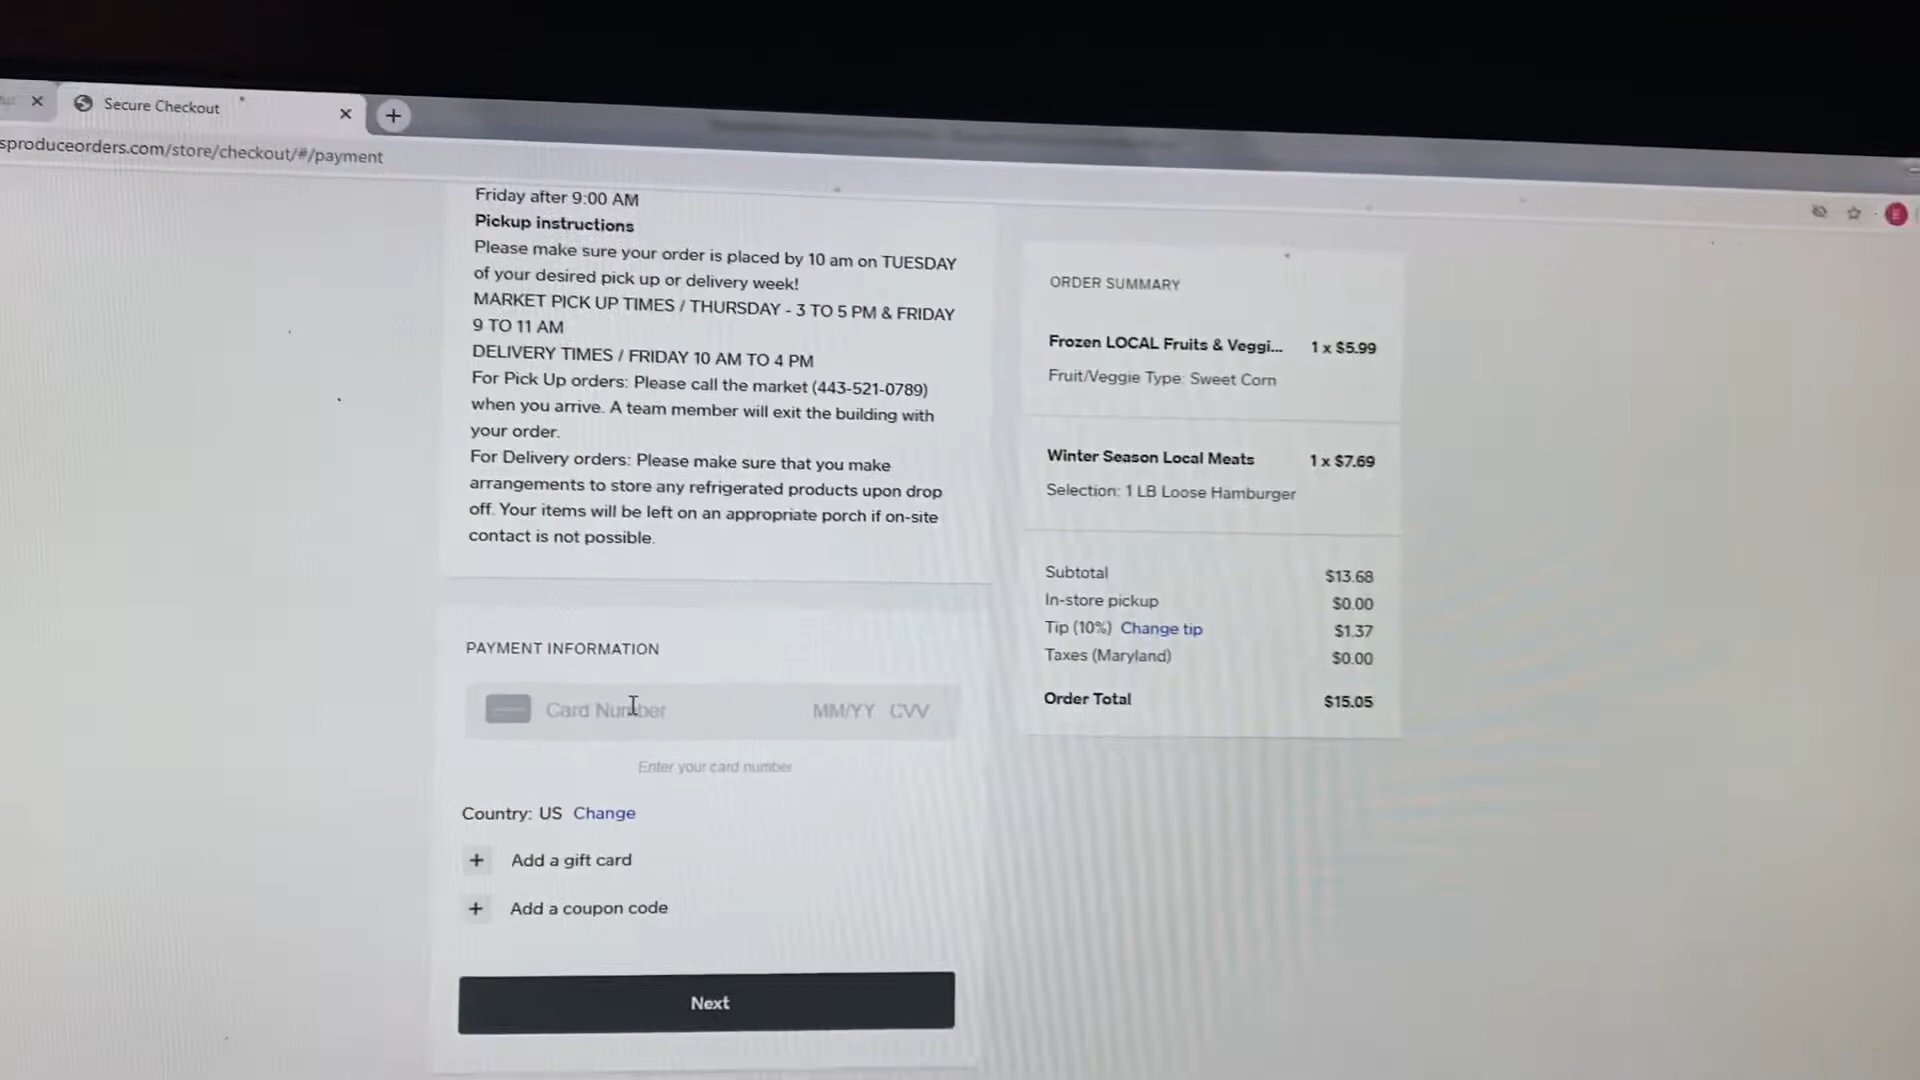 Secure Checkout
sproduceorders.com/store/checkout/#/payment
Friday after 9:00 AM
Pickup instructions
Please make sure your order is placed by 10 am on TUESDAY
of your desired pick up or delivery week!
MARKET PICK UP TIMES / THURSDAY - 3 TO 5 PM & FRIDAY
9 TO 11 AM
DELIVERY TIMES / FRIDAY 10 AM TO 4 PM
For Pick Up orders: Please call the market (443-521-0789)
when you arrive. A team member will exit the building with
your order.
For Delivery orders: Please make sure that you make
arrangements to store any refrigerated products upon drop
off. Your items will be left on an appropriate porch if on-site
contact is not possible.
PAYMENT INFORMATION
Card Number MM/YY CVV
Enter your card number
Country: US Change
+ Add a gift card
+ Add a coupon code
Next
ORDER SUMMARY
Frozen LOCAL Fruits & Veggi... 1 x $5.99
Fruit/Veggie Type: Sweet Corn
Winter Season Local Meats 1 x $7.69
Selection: 1 LB Loose Hamburger
Subtotal $13.68
In-store pickup $0.00
Tip (10%) Change tip $1.37
Taxes (Maryland) $0.00
Order Total $15.05